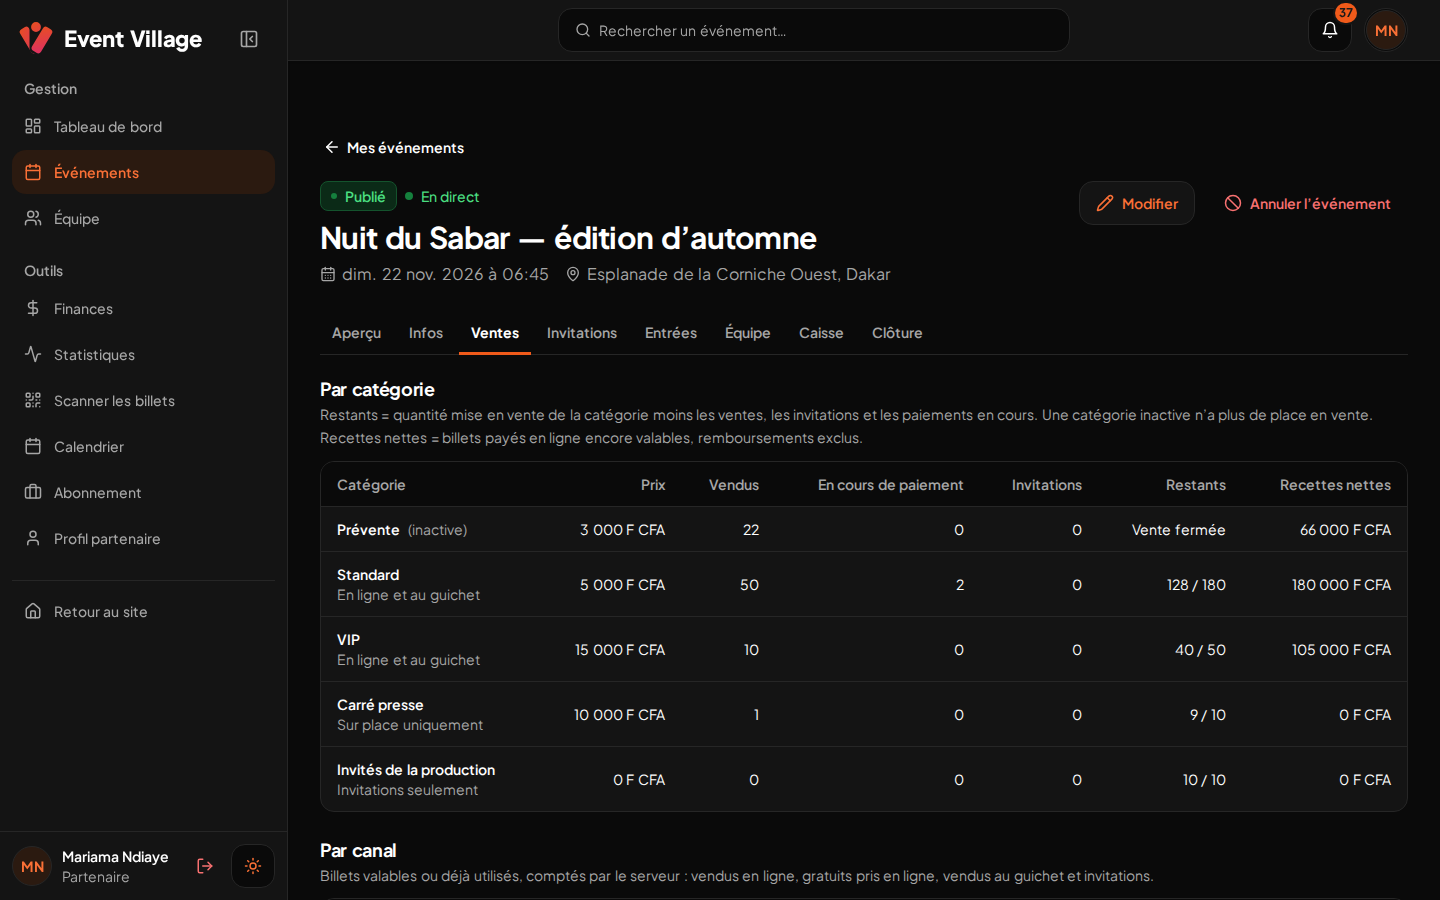 Event Village
Rechercher un événement…
37
MN
Gestion
Tableau de bord
Événements
Équipe
Outils
Finances
Statistiques
Scanner les billets
Calendrier
Abonnement
Profil partenaire
Retour au site
MN
Mariama Ndiaye
Partenaire
Mes événements
Publié
En direct
Modifier
Annuler l’événement
Nuit du Sabar — édition d’automne
dim. 22 nov. 2026 à 06:45 Esplanade de la Corniche Ouest, Dakar
Aperçu Infos Ventes Invitations Entrées Équipe Caisse Clôture
Par catégorie
Restants = quantité mise en vente de la catégorie moins les ventes, les invitations et les paiements en cours. Une catégorie inactive n’a plus de place en vente.
Recettes nettes = billets payés en ligne encore valables, remboursements exclus.
Catégorie Prix Vendus En cours de paiement Invitations Restants Recettes nettes
Prévente (inactive) 3 000 F CFA 22 0 0 Vente fermée 66 000 F CFA
Standard
En ligne et au guichet
5 000 F CFA 50 2 0 128 / 180 180 000 F CFA
VIP
En ligne et au guichet
15 000 F CFA 10 0 0 40 / 50 105 000 F CFA
Carré presse
Sur place uniquement
10 000 F CFA 1 0 0 9 / 10 0 F CFA
Invités de la production
Invitations seulement
0 F CFA 0 0 0 10 / 10 0 F CFA
Par canal
Billets valables ou déjà utilisés, comptés par le serveur : vendus en ligne, gratuits pris en ligne, vendus au guichet et invitations.